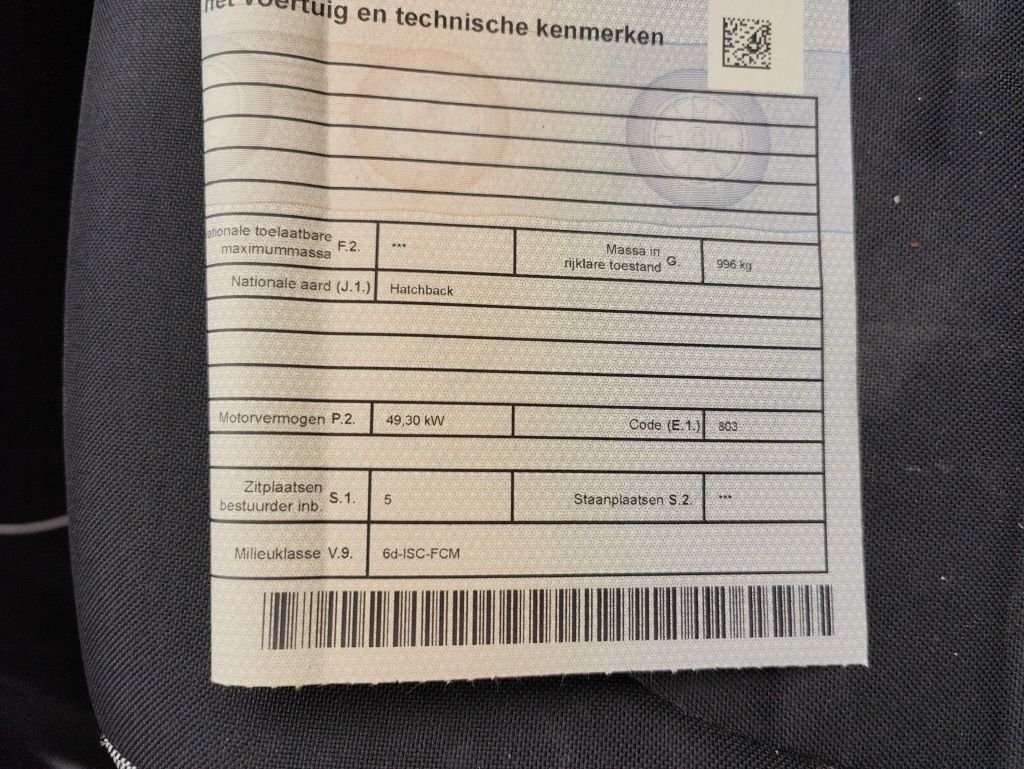 het voertuig en technische kenmerken
nationale toelaatbare
maximummassa F.2. *** Massa in
rijklare toestand G. 996 kg
Nationale aard (J.1.) Hatchback
Motorvermogen P.2. 49,30 kW Code (E.1.) 803
Zitplaatsen
bestuurder inb. S.1. 5 Staanplaatsen S.2. ***
Milieuklasse V.9. 6d-ISC-FCM